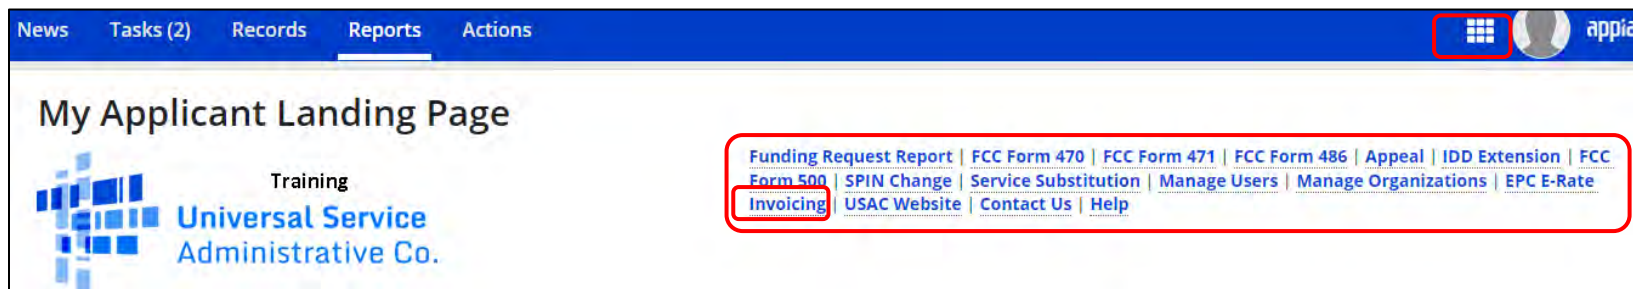 News Tasks (2) Records Reports Actions
My Applicant Landing Page
Training
Universal Service
Administrative Co.
Funding Request Report | FCC Form 470 | FCC Form 471 | FCC Form 486 | Appeal | IDD Extension | FCC
Form 500 | SPIN Change | Service Substitution | Manage Users | Manage Organizations | EPC E-Rate
Invoicing | USAC Website | Contact Us | Help